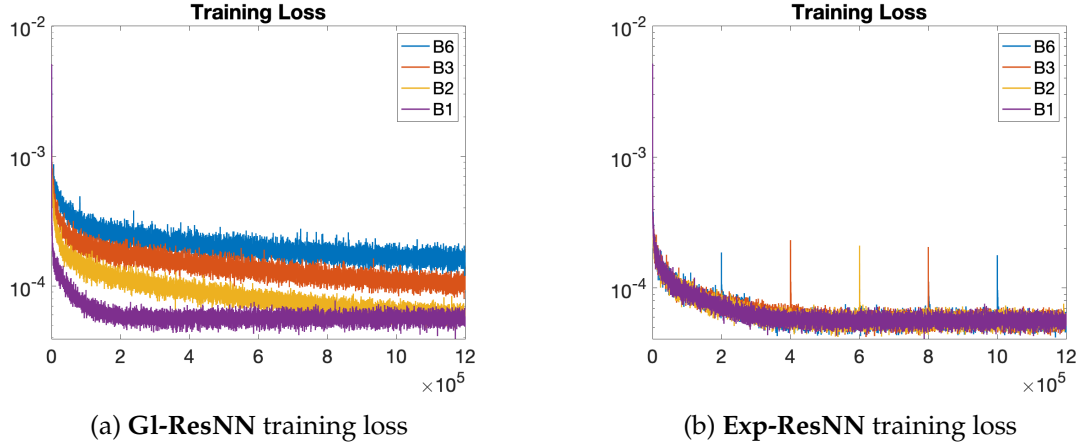 Training Loss
10^-2
10^-3
10^-4
B6
B3
B2
B1
0 2 4 6 8 10 12
×10^5
(a) Gl-ResNN training loss
Training Loss
10^-2
10^-3
10^-4
B6
B3
B2
B1
0 2 4 6 8 10 12
×10^5
(b) Exp-ResNN training loss